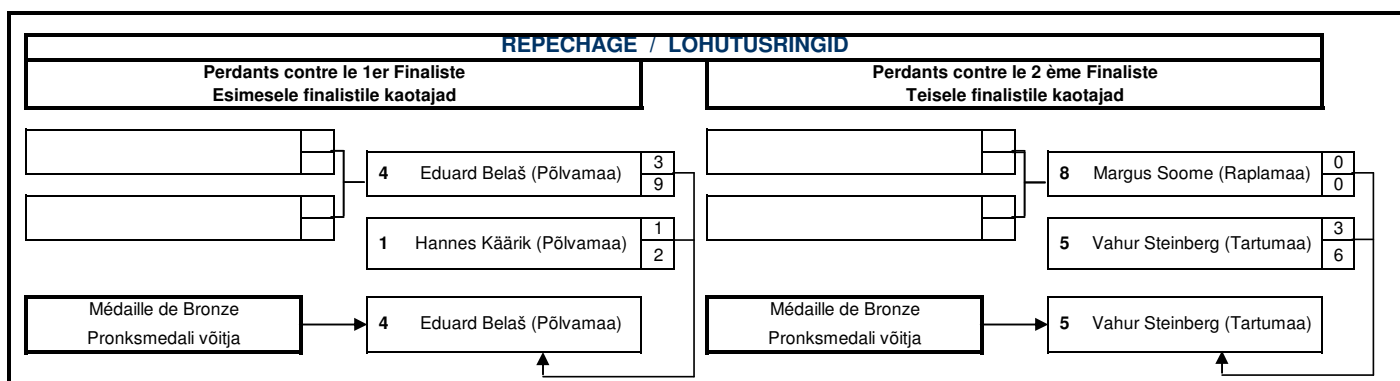 REPECHAGE / LOHUTUSRINGID
Perdants contre le 1er Finaliste
Esimesele finalistile kaotajad
Perdants contre le 2 ème Finaliste
Teisele finalistile kaotajad
4 Eduard Belaš (Põlvamaa) 3 9
8 Margus Soome (Raplamaa) 0 0
1 Hannes Käärik (Põlvamaa) 1 2
5 Vahur Steinberg (Tartumaa) 3 6
Médaille de Bronze
Pronksmedali võitja
4 Eduard Belaš (Põlvamaa)
Médaille de Bronze
Pronksmedali võitja
5 Vahur Steinberg (Tartumaa)